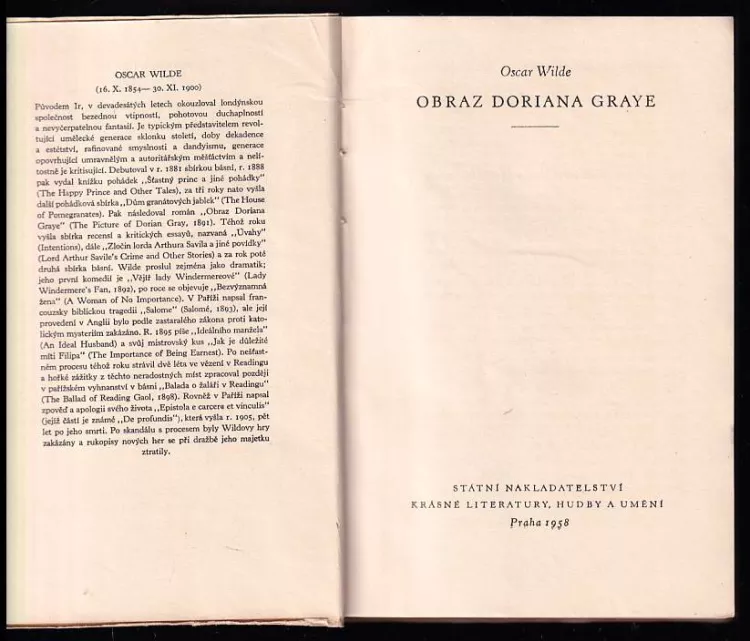 OSCAR WILDE
(16. X. 1854— 30. XI. 1900)
Původem Ir, v devadesátých letech okouzloval londýnskou
společnost bezednou vtipností, pohotovou duchaplností
a nevyčerpatelnou fantasií. Je typickým představitelem revol-
tující umělecké generace sklonku století, doby dekadence
a estétství, rafinované smyslnosti a dandyismu, generace
opovrhující umravnělým a autoritářským měšťáctvím a nelí-
tostně je kritisující. Debutoval v r. 1881 sbírkou básní, r. 1888
pak vydal knížku pohádek „Šťastný princ a jiné pohádky“
(The Happy Prince and Other Tales), za tři roky nato vyšla
další pohádková sbírka „Dům granátových jablek“ (The House
of Pomegranates). Pak následoval román „Obraz Doriana
Graye“ (The Picture of Dorian Gray, 1891). Téhož roku
vyšla sbírka recensí a kritických essayů, nazvaná „Úvahy“
(Intentions), dále „Zločin lorda Arthura Savila a jiné povídky“
(Lord Arthur Savile's Crime and Other Stories) a za rok poté
druhá sbírka básní. Wilde proslul zejména jako dramatik;
jeho první komedií je „Vějíř lady Windermereové“ (Lady
Windermere's Fan, 1892), po roce se objevuje „Bezvýznamná
žena“ (A Woman of No Importance). V Paříži napsal fran-
couzsky biblickou tragedii „Salome“ (Salomé, 1893), ale její
provedení v Anglii bylo podle zastaralého zákona proti kato-
lickým mysteriím zakázáno. R. 1895 píše „Ideálního manžela“
(An Ideal Husband) a svůj mistrovský kus „Jak je důležité
míti Filipa“ (The Importance of Being Earnest). Po nešťast-
ném procesu téhož roku strávil dvě léta ve vězení v Readingu
a hořké zážitky z těchto neradostných míst zpracoval později
v pařížském vyhnanství v básni „Balada o žaláři v Readingu“
(The Ballad of Reading Gaol, 1898). Rovněž v Paříži napsal
zpověď a apologii svého života „Epistola e carcere et vinculis“
(jejíž částí je známé „De profundis“), která vyšla r. 1905, pět
let po jeho smrti. Po skandálu s procesem byly Wildovy hry
zakázány a rukopisy nových her se při dražbě jeho majetku
ztratily.
Oscar Wilde
OBRAZ DORIANA GRAYE
STÁTNÍ NAKLADATELSTVÍ
KRÁSNÉ LITERATURY, HUDBY A UMĚNÍ
Praha 1958